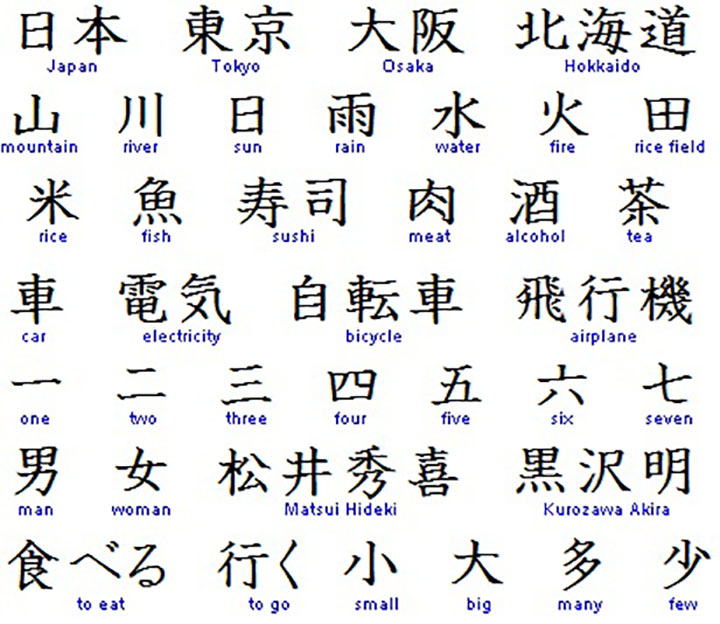 日本 東京 大阪 北海道
Japan Tokyo Osaka Hokkaido
山 川 日 雨 水 火 田
mountain river sun rain water fire rice field
米 魚 寿司 肉 酒 茶
rice fish sushi meat alcohol tea
車 電気 自転車 飛行機
car electricity bicycle airplane
一 二 三 四 五 六 七
one two three four five six seven
男 女 松井秀喜 黒沢明
man woman Matsui Hideki Kurozawa Akira
食べる 行く 小 大 多 少
to eat to go small big many few